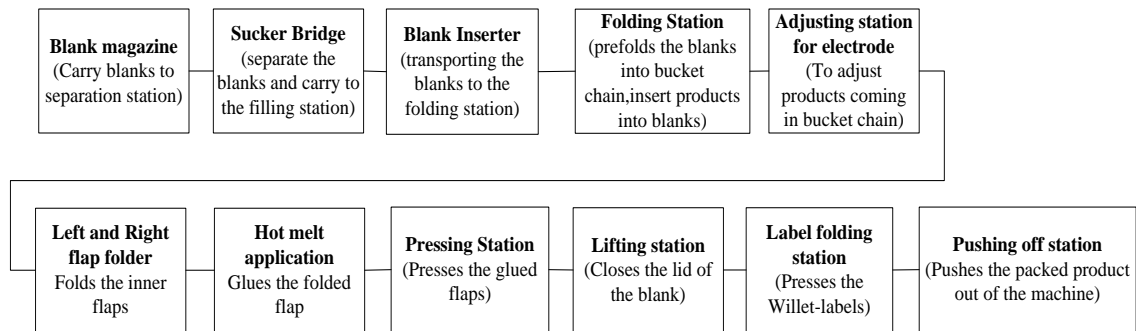 Blank magazine
(Carry blanks to
separation station)
Sucker Bridge
(separate the
blanks and carry to
the filling station)
Blank Inserter
(transporting the
blanks to the
folding station)
Folding Station
(prefolds the blanks
into bucket
chain,insert products
into blanks)
Adjusting station
for electrode
(To adjust
products coming
in bucket chain)
Left and Right
flap folder
Folds the inner
flaps
Hot melt
application
Glues the folded
flap
Pressing Station
(Presses the glued
flaps)
Lifting station
(Closes the lid of
the blank)
Label folding
station
(Presses the
Willet-labels)
Pushing off station
(Pushes the packed product
out of the machine)